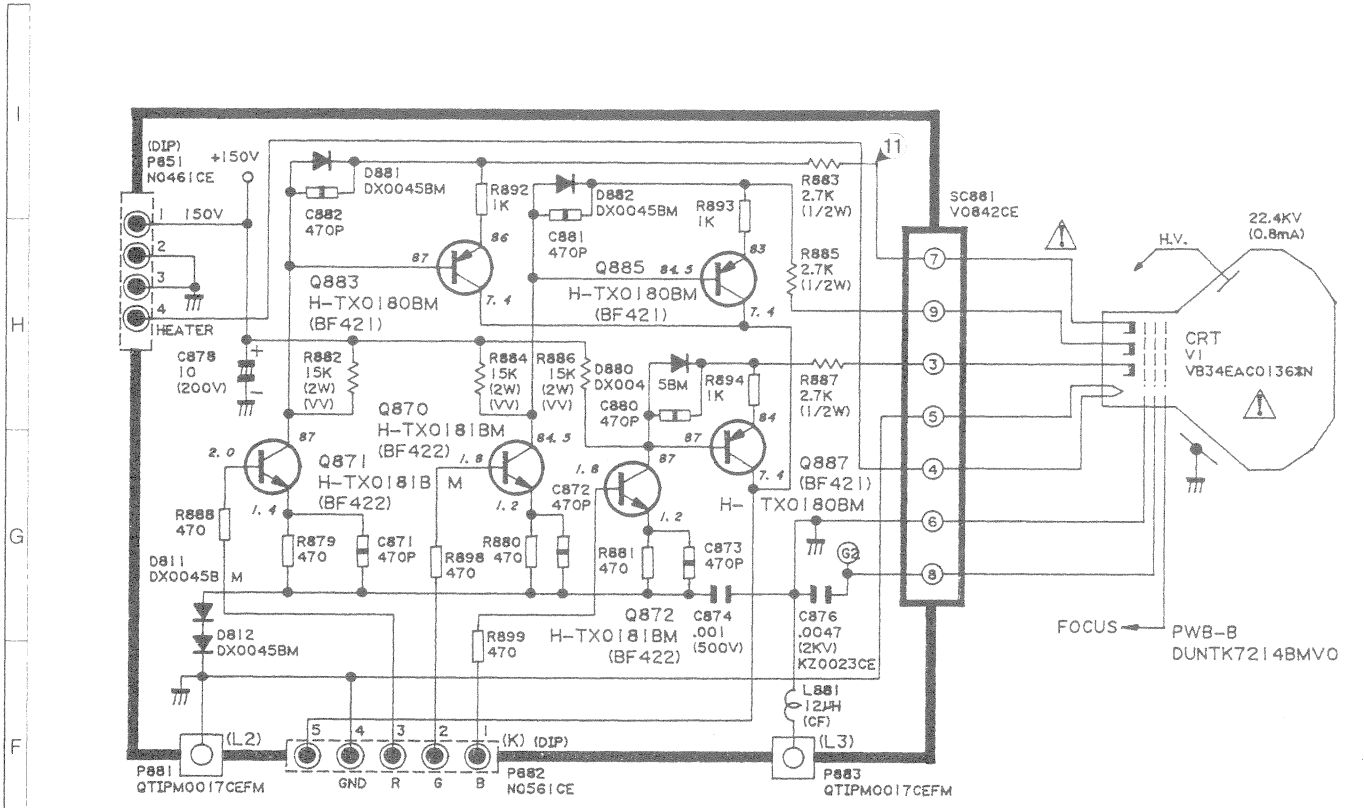 I
H
G
F
(DIP)
P851
N0461CE
+150V
1 150V
2
3
4
HEATER
C878
10
(200V)
+
-
D881
DX0045BM
C882
470P
R892
1K
86
87
7.4
Q883
H-TX0180BM
(BF421)
D882
DX0045BM
C881
470P
R893
1K
83
84.5
7.4
Q885
H-TX0180BM
(BF421)
R883
2.7K
(1/2W)
11
R885
2.7K
(1/2W)
SC881
V0842CE
7
9
3
5
4
6
8
22.4KV
(0.8mA)
H.V.
CRT
V1
VB34EAC0136*N
R882
15K
(2W)
(VV)
R884
15K
(2W)
(VV)
R886
15K
(2W)
(VV)
D880
DX004
5BM
C880
470P
R894
1K
R887
2.7K
(1/2W)
84
87
7.4
Q887
(BF421)
H- TX0180BM
Q870
H-TX0181BM
(BF422)
87
2.0
1.4
Q871
H-TX0181B M
(BF422)
84.5
1.8
1.2
C872
470P
87
1.8
1.2
R888
470
R879
470
C871
470P
R898
470
R880
470
R881
470
C873
470P
G2
D811
DX0045B M
D812
DX0045BM
R899
470
Q872
H-TX0181BM
(BF422)
C874
.001
(500V)
C876
.0047
(2KV)
KZ0023CE
FOCUS
PWB-B
DUNTK7214BMV0
L881
12μH
(CF)
(L2)
5 4 3 2 1
(K) (DIP)
(L3)
P881
QTIPM0017CEFM
GND R G B
P882
N0561CE
P883
QTIPM0017CEFM